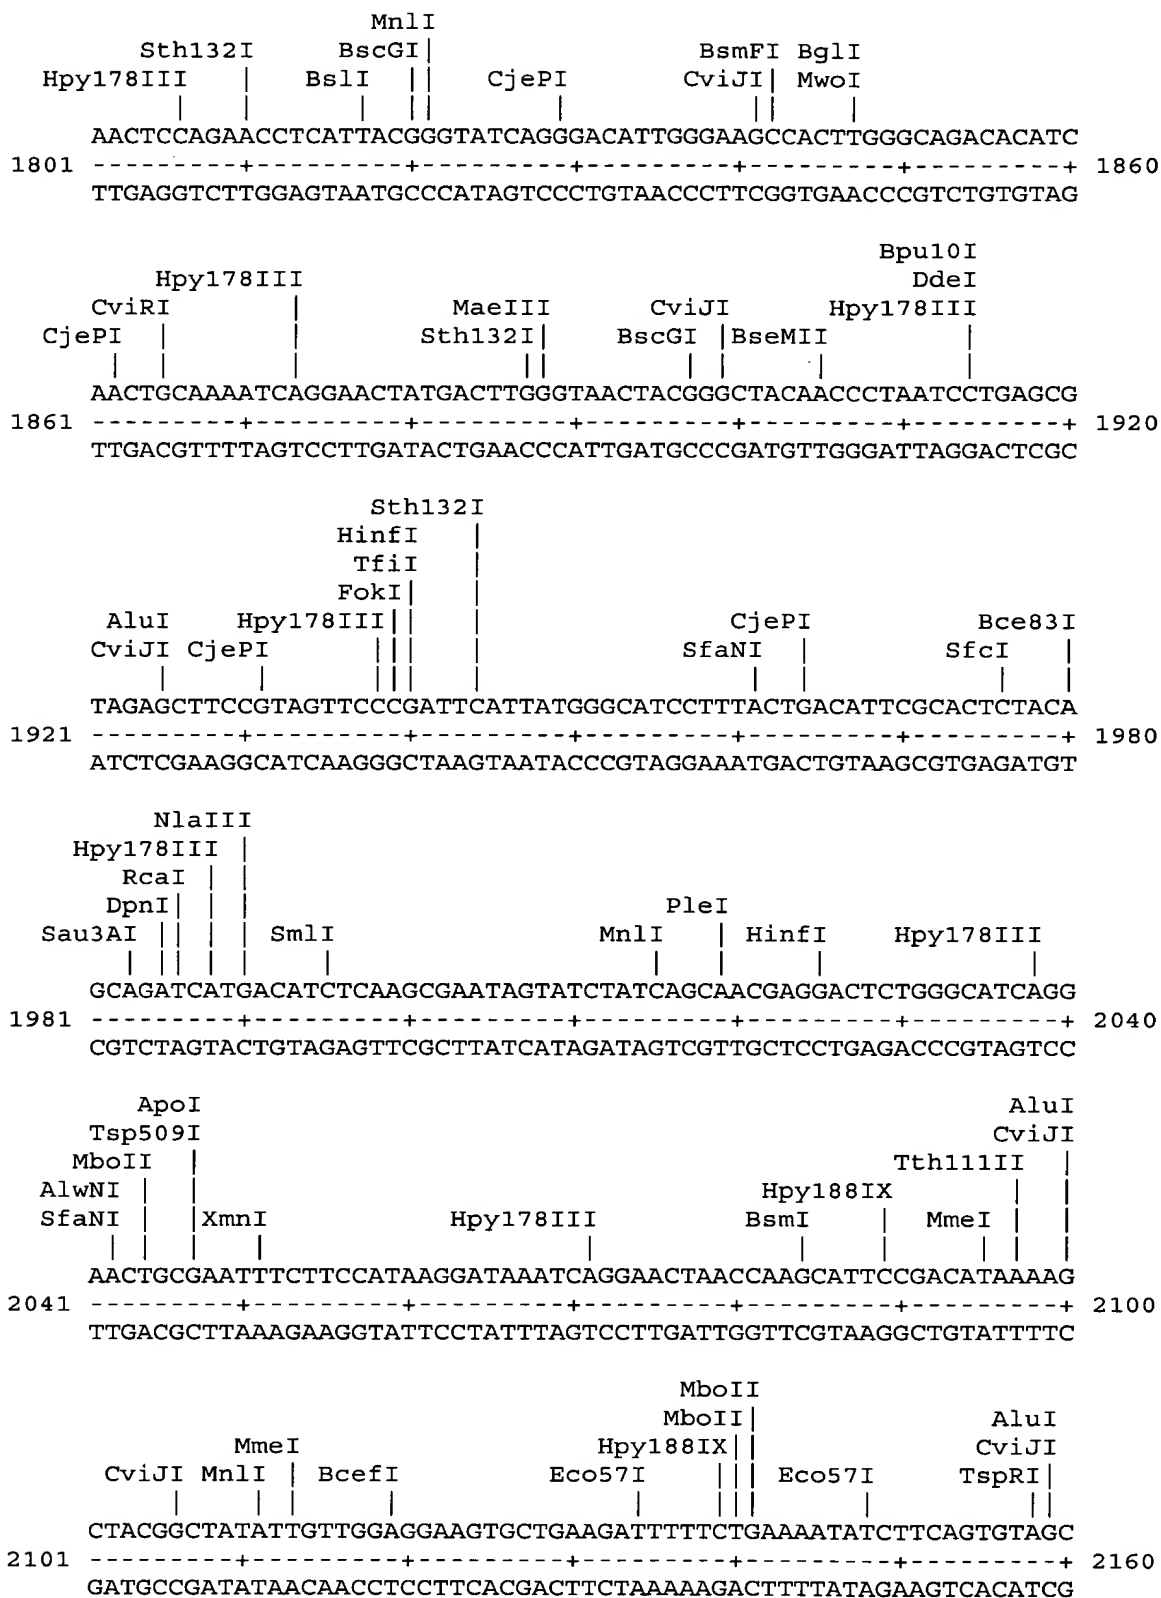 MnlI
Sth132I BscGI| BsmFI BglI
Hpy178III | BslI || CjePI CviJI| MwoI
AACTCCAGAACCTCATTACGGGTATCAGGGACATTGGGAAGCCACTTGGGCAGACACATC
1801 ---------+---------+---------+---------+---------+---------+ 1860
TTGAGGTCTTGGAGTAATGCCCATAGTCCCTGTAACCCTTCGGTGAACCCGTCTGTGTAG
Bpu10I
Hpy178III DdeI
CviRI | MaeIII CviJI Hpy178III
CjePI | | Sth132I| BscGI |BseMII |
AACTGCAAAATCAGGAACTATGACTTGGGTAACTACGGGCTACAACCCTAATCCTGAGCG
1861 ---------+---------+---------+---------+---------+---------+ 1920
TTGACGTTTTAGTCCTTGATACTGAACCCATTGATGCCCGATGTTGGGATTAGGACTCGC
Sth132I
HinfI |
TfiI |
FokI| |
AluI Hpy178III|| | CjePI Bce83I
CviJI CjePI ||| | SfaNI | SfcI |
TAGAGCTTCCGTAGTTCCCGATTCATTATGGGCATCCTTTACTGACATTCGCACTCTACA
1921 ---------+---------+---------+---------+---------+---------+ 1980
ATCTCGAAGGCATCAAGGGCTAAGTAATACCCGTAGGAAATGACTGTAAGCGTGAGATGT
NlaIII
Hpy178III |
RcaI | |
DpnI| | | PleI
Sau3AI || | | SmlI MnlI | HinfI Hpy178III
GCAGATCATGACATCTCAAGCGAATAGTATCTATCAGCAACGAGGACTCTGGGCATCAGG
1981 ---------+---------+---------+---------+---------+---------+ 2040
CGTCTAGTACTGTAGAGTTCGCTTATCATAGATAGTCGTTGCTCCTGAGACCCGTAGTCC
ApoI AluI
Tsp509I CviJI
MboII | Tth111II |
AlwNI | | Hpy188IX | |
SfaNI | |XmnI Hpy178III BsmI | MmeI | |
AACTGCGAATTTCTTCCATAAGGATAAATCAGGAACTAACCAAGCATTCCGACATAAAAG
2041 ---------+---------+---------+---------+---------+---------+ 2100
TTGACGCTTAAAGAAGGTATTCCTATTTAGTCCTTGATTGGTTCGTAAGGCTGTATTTTC
MboII
MboII| AluI
MmeI Hpy188IX|| CviJI
CviJI MnlI | BcefI Eco57I ||| Eco57I TspRI|
CTACGGCTATATTGTTGGAGGAAGTGCTGAAGATTTTTCTGAAAATATCTTCAGTGTAGC
2101 ---------+---------+---------+---------+---------+---------+ 2160
GATGCCGATATAACAACCTCCTTCACGACTTCTAAAAAGACTTTTATAGAAGTCACATCG